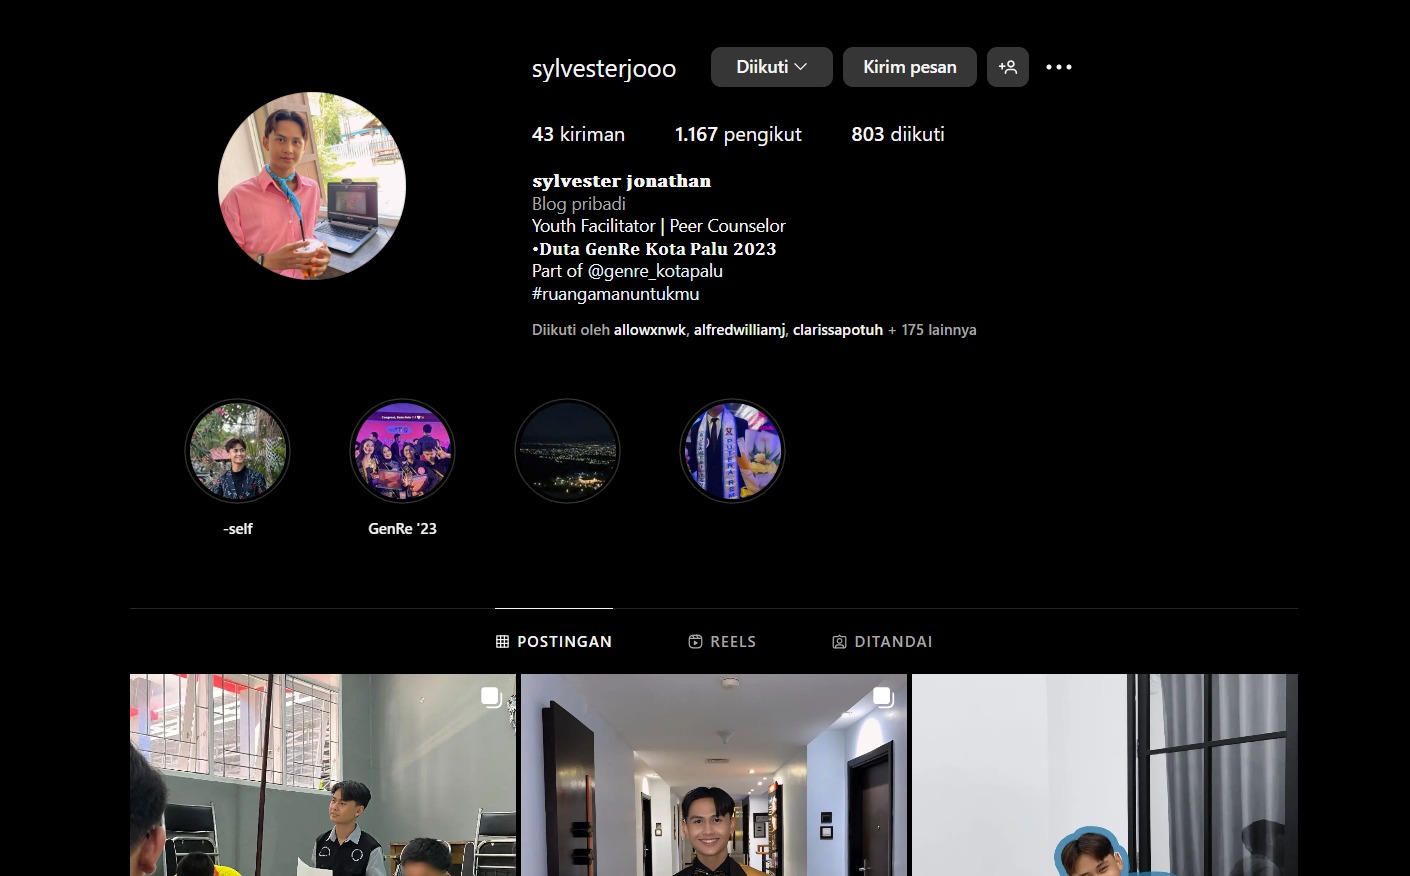 sylvesterjooo
Diikuti
Kirim pesan
43 kiriman
1.167 pengikut
803 diikuti
sylvester jonathan
Blog pribadi
Youth Facilitator | Peer Counselor
•Duta GenRe Kota Palu 2023
Part of @genre_kotapalu
#ruangamanuntukmu
Diikuti oleh allowxnwk, alfredwilliamj, clarissapotuh + 175 lainnya
-self
GenRe '23
POSTINGAN
REELS
DITANDAI